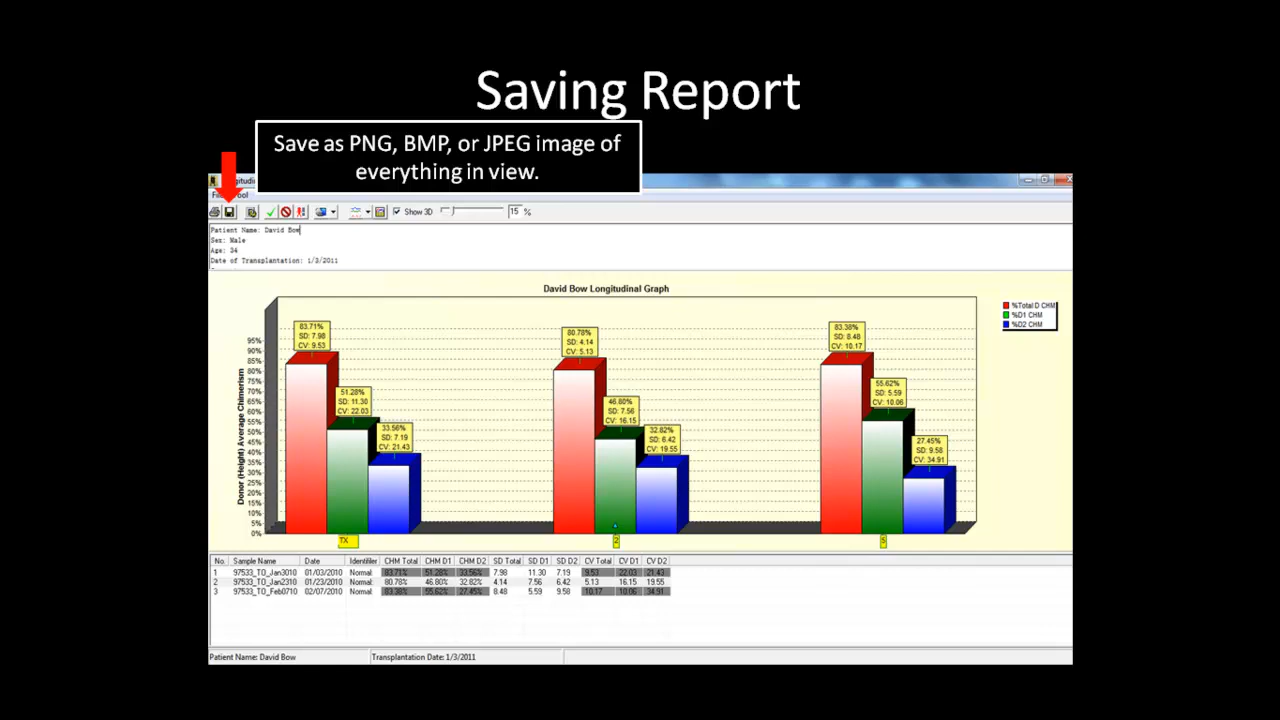 Saving Report
Save as PNG, BMP, or JPEG image of
everything in view.
Show 3D 15 %
Patient Name: David Bow
Sex: Male
Age: 34
Date of Transplantation: 1/3/2011
David Bow Longitudinal Graph
%Total D CHM
%D1 CHM
%D2 CHM
Donor (Height) Average Chimerism
95%
90%
85%
80%
75%
70%
65%
60%
55%
50%
45%
40%
35%
30%
25%
20%
15%
10%
5%
0%
83.71%
SD: 7.98
CV: 9.53
51.28%
SD: 11.30
CV: 22.03
33.56%
SD: 7.19
CV: 21.43
80.78%
SD: 4.14
CV: 5.13
46.80%
SD: 7.56
CV: 16.15
32.82%
SD: 6.42
CV: 19.55
83.38%
SD: 8.48
CV: 10.17
55.62%
SD: 5.59
CV: 10.06
27.45%
SD: 9.58
CV: 34.91
TX 2 5
No. Sample Name Date Identifier CHM Total CHM D1 CHM D2 SD Total SD D1 SD D2 CV Total CV D1 CV D2
1 97533_T0_Jan3010 01/03/2010 Normal: 83.71% 51.28% 33.56% 7.98 11.30 7.19 9.53 22.03 21.43
2 97533_T0_Jan2310 01/23/2010 Normal: 80.78% 46.80% 32.82% 4.14 7.56 6.42 5.13 16.15 19.55
3 97533_T0_Feb0710 02/07/2010 Normal: 83.38% 55.62% 27.45% 8.48 5.59 9.58 10.17 10.06 34.91
Patient Name: David Bow Transplantation Date: 1/3/2011